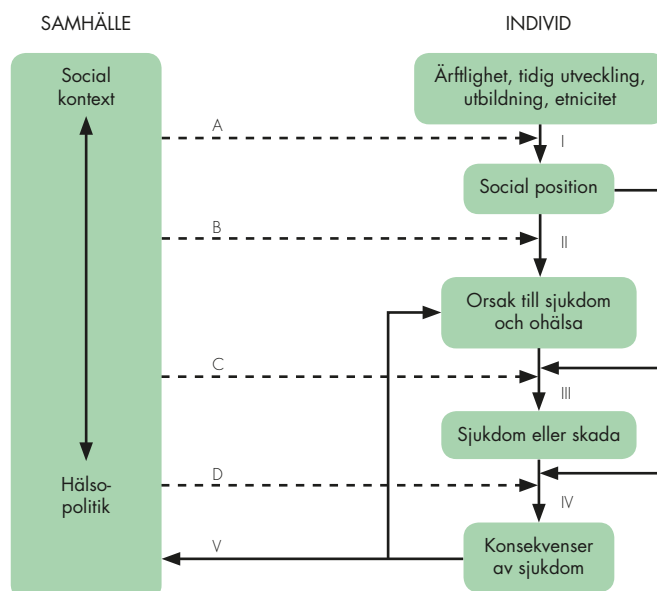 SAMHÄLLE
INDIVID
Social
kontext
Ärftlighet, tidig utveckling,
utbildning, etnicitet
A
I
Social position
B
II
Orsak till sjukdom
och ohälsa
C
III
Sjukdom eller skada
Hälso-
politik
D
IV
V
Konsekvenser
av sjukdom